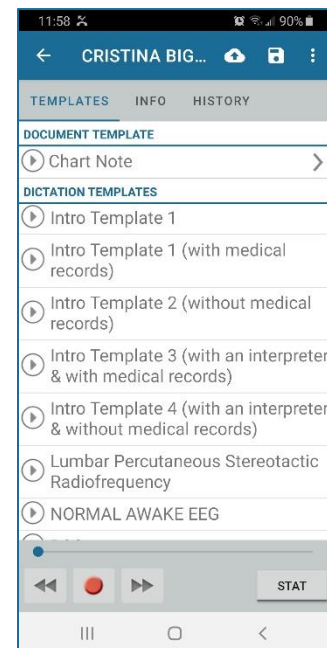 11:58 90%
CRISTINA BIG...
TEMPLATES INFO HISTORY
DOCUMENT TEMPLATE
Chart Note
DICTATION TEMPLATES
Intro Template 1
Intro Template 1 (with medical
records)
Intro Template 2 (without medical
records)
Intro Template 3 (with an interpreter
& with medical records)
Intro Template 4 (with an interpreter
& without medical records)
Lumbar Percutaneous Stereotactic
Radiofrequency
NORMAL AWAKE EEG
STAT